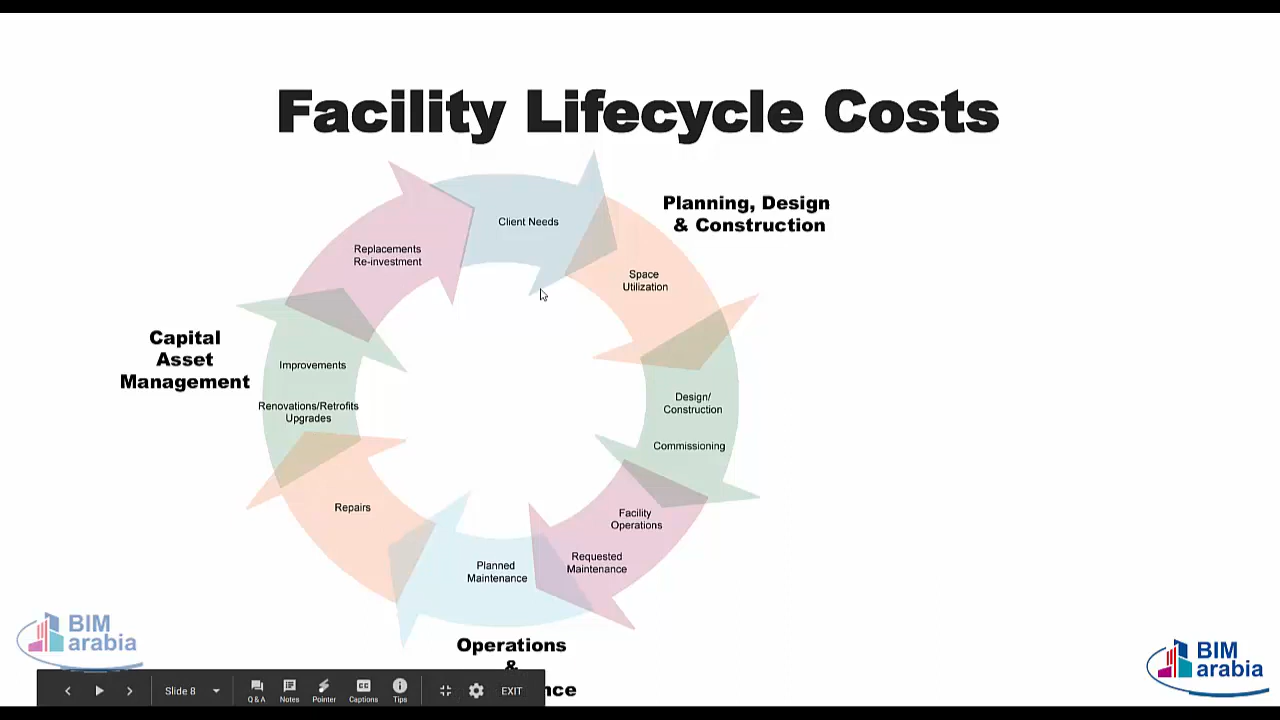 Facility Lifecycle Costs
Client Needs
Planning, Design
& Construction
Replacements
Re-investment
Space
Utilization
Capital
Asset
Management
Improvements
Renovations/Retrofits
Upgrades
Design/
Construction
Commissioning
Repairs
Facility
Operations
Requested
Maintenance
Planned
Maintenance
Operations
&
nce
BIM
arabia
BIM
arabia
Slide 8
Q & A
Notes
Pointer
Captions
Tips
EXIT